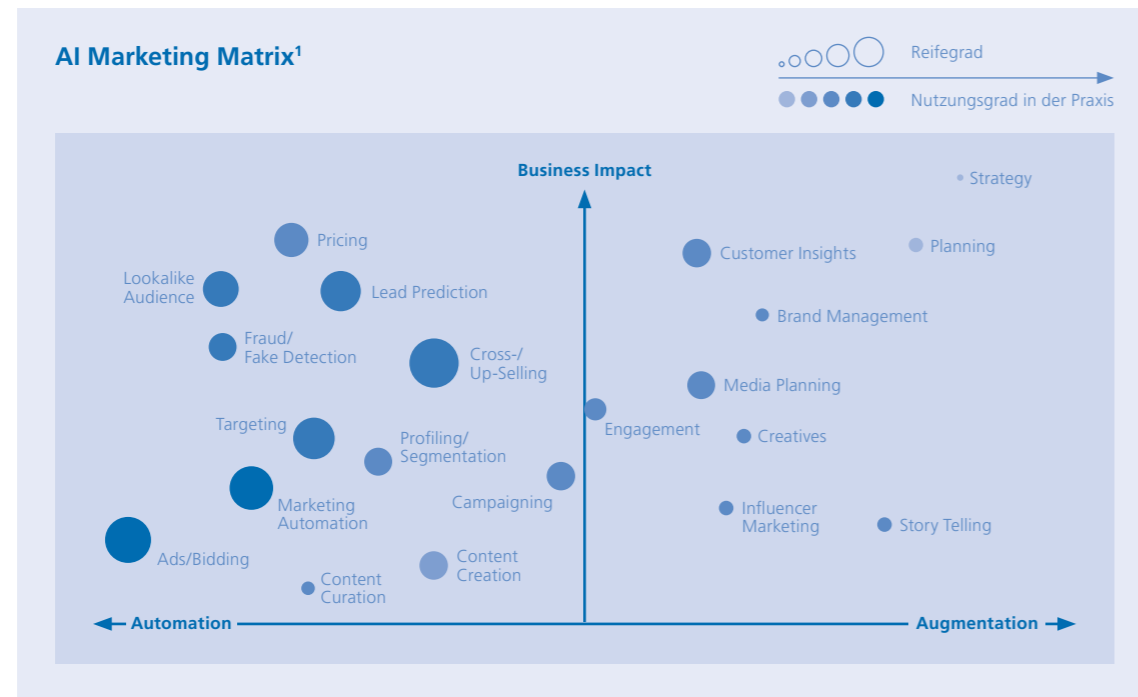 AI Marketing Matrix¹
Reifegrad
Nutzungsgrad in der Praxis
Business Impact
Strategy
Pricing
Customer Insights
Planning
Lookalike
Audience
Lead Prediction
Brand Management
Fraud/
Fake Detection
Cross-/
Up-Selling
Media Planning
Targeting
Profiling/
Segmentation
Engagement
Creatives
Campaigning
Marketing
Automation
Influencer
Marketing
Story Telling
Ads/Bidding
Content
Creation
Content
Curation
Automation
Augmentation